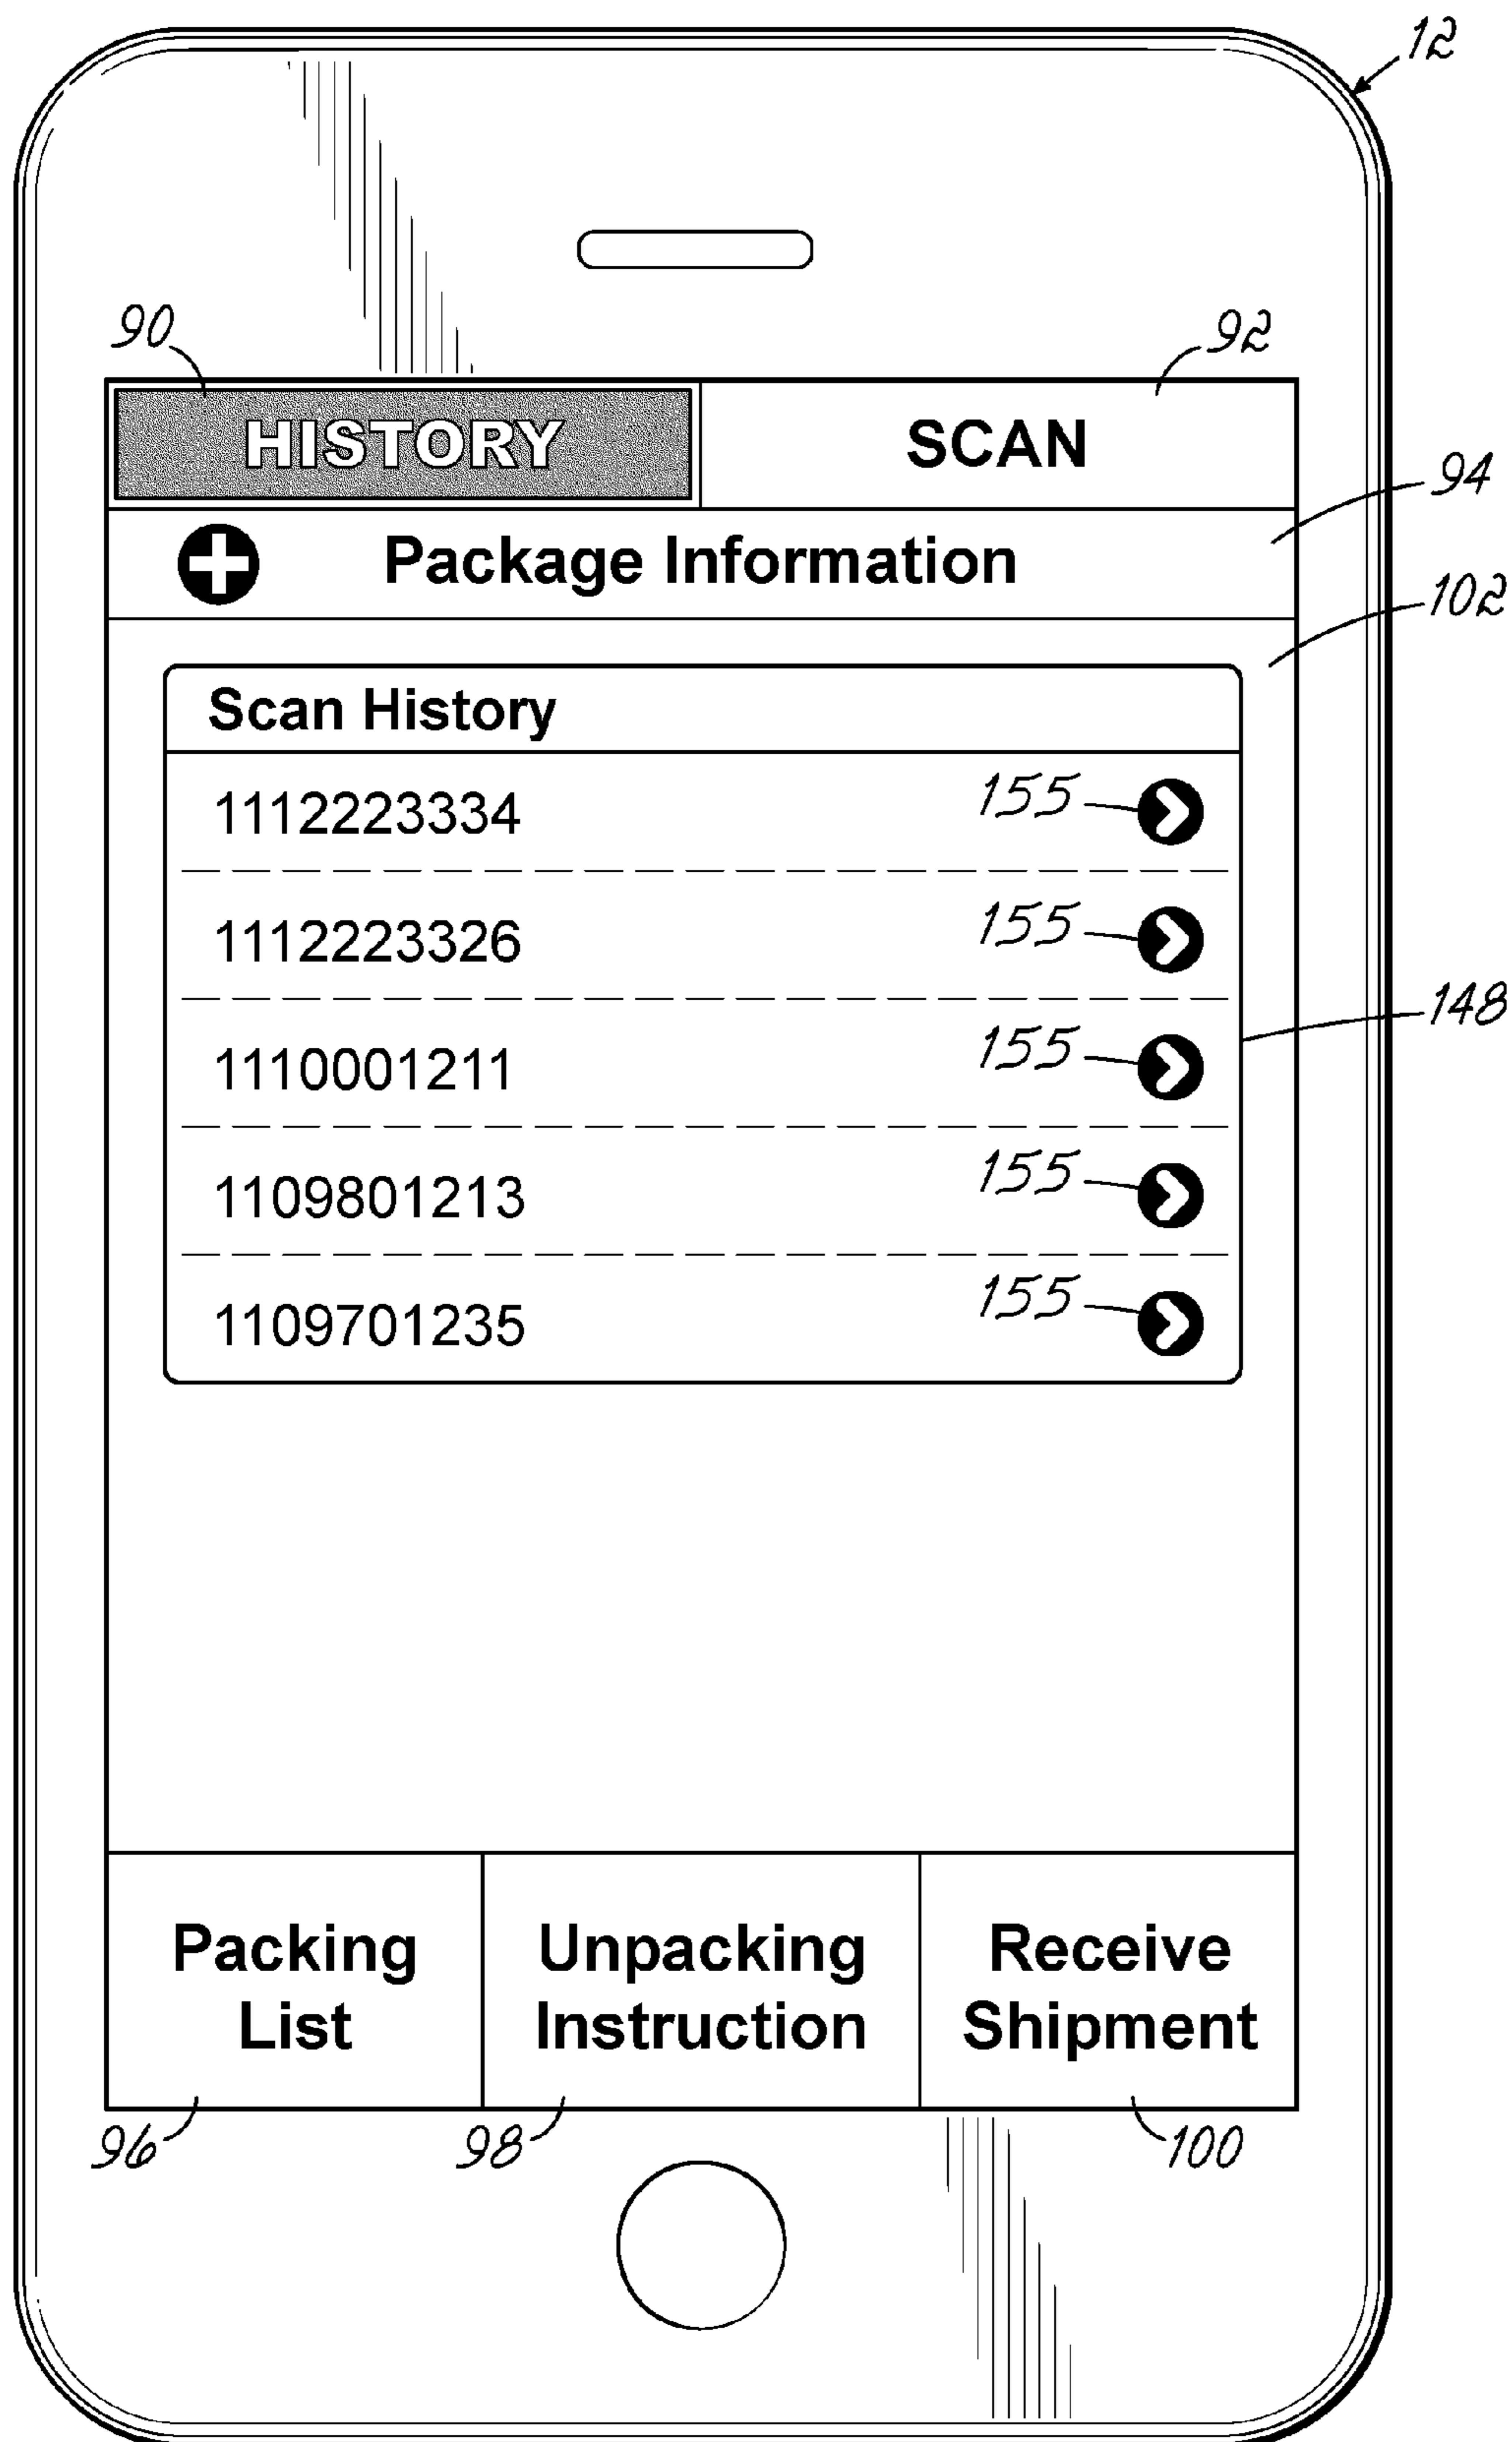 12
90
92
HISTORY SCAN
94
Package Information
102
Scan History
1112223334 155
1112223326 155
148
1110001211 155
1109801213 155
1109701235 155
Packing List
Unpacking Instruction
Receive Shipment
96 98 100